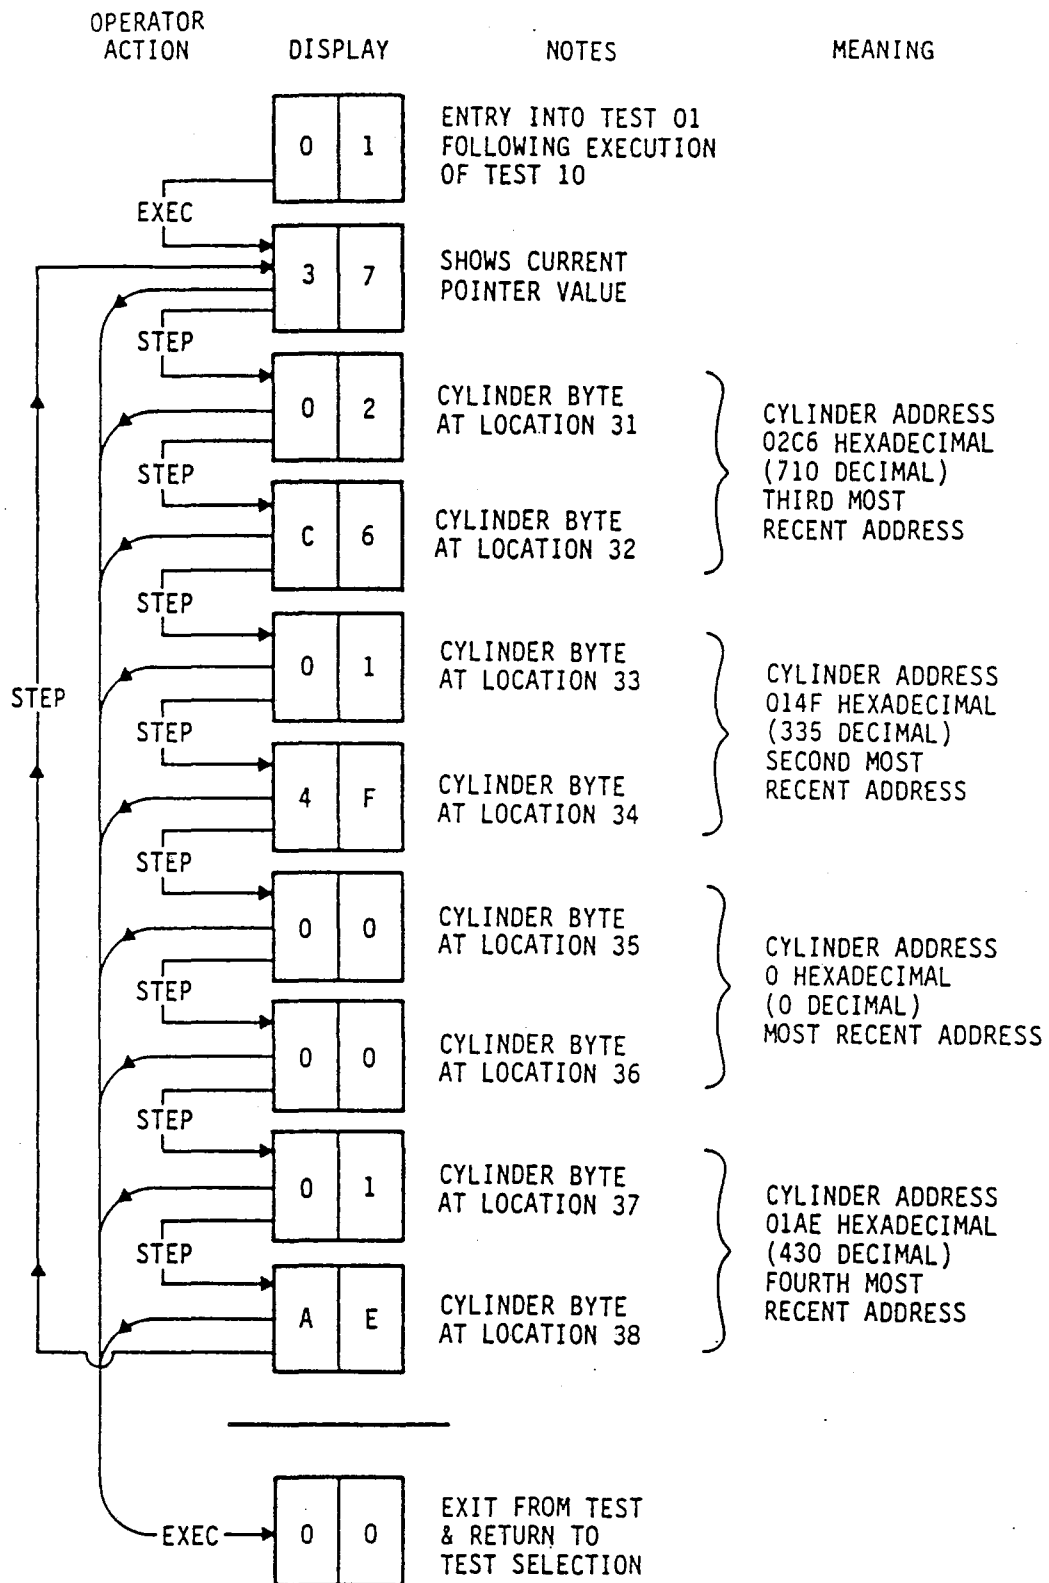 OPERATOR
ACTION
DISPLAY
NOTES
MEANING
0 1
ENTRY INTO TEST 01
FOLLOWING EXECUTION
OF TEST 10
EXEC
3 7
SHOWS CURRENT
POINTER VALUE
STEP
0 2
CYLINDER BYTE
AT LOCATION 31
STEP
C 6
CYLINDER BYTE
AT LOCATION 32
CYLINDER ADDRESS
02C6 HEXADECIMAL
(710 DECIMAL)
THIRD MOST
RECENT ADDRESS
STEP
0 1
CYLINDER BYTE
AT LOCATION 33
STEP
STEP
4 F
CYLINDER BYTE
AT LOCATION 34
CYLINDER ADDRESS
014F HEXADECIMAL
(335 DECIMAL)
SECOND MOST
RECENT ADDRESS
STEP
0 0
CYLINDER BYTE
AT LOCATION 35
STEP
0 0
CYLINDER BYTE
AT LOCATION 36
CYLINDER ADDRESS
0 HEXADECIMAL
(0 DECIMAL)
MOST RECENT ADDRESS
STEP
0 1
CYLINDER BYTE
AT LOCATION 37
STEP
A E
CYLINDER BYTE
AT LOCATION 38
CYLINDER ADDRESS
01AE HEXADECIMAL
(430 DECIMAL)
FOURTH MOST
RECENT ADDRESS
EXEC
0 0
EXIT FROM TEST
& RETURN TO
TEST SELECTION